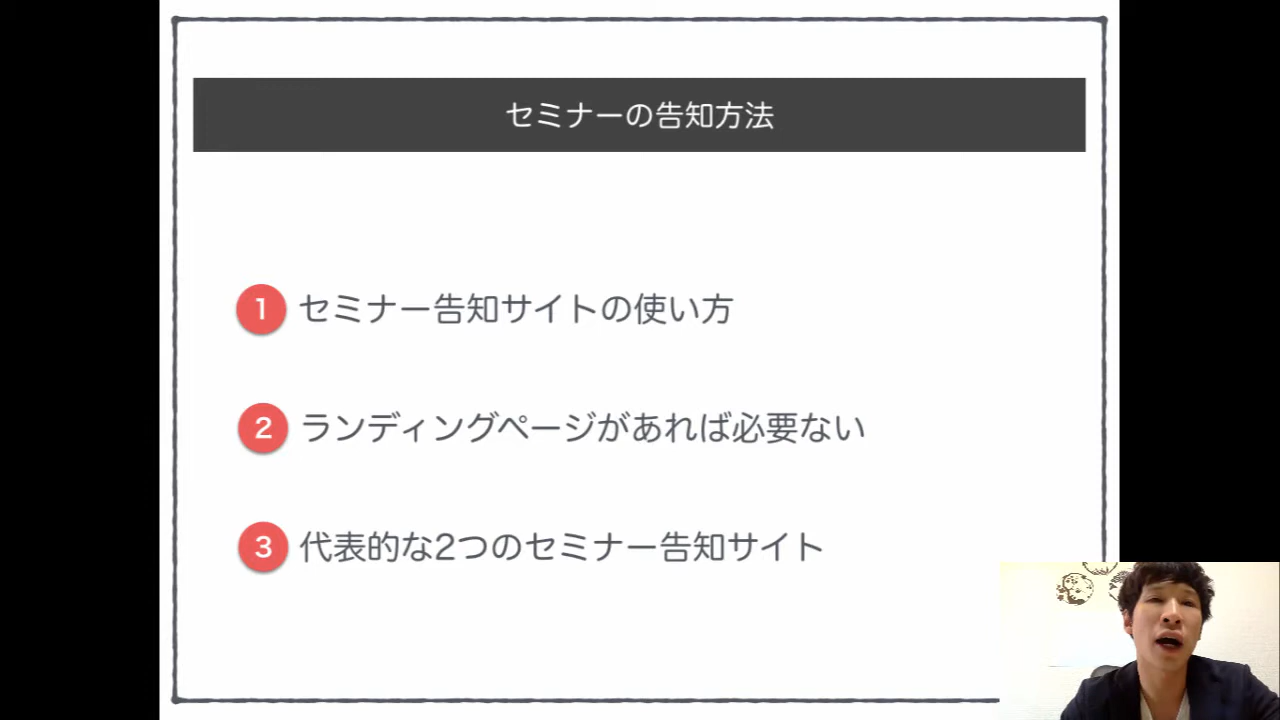 セミナーの告知方法
1 セミナー告知サイトの使い方
2 ランディングページがあれば必要ない
3 代表的な2つのセミナー告知サイト